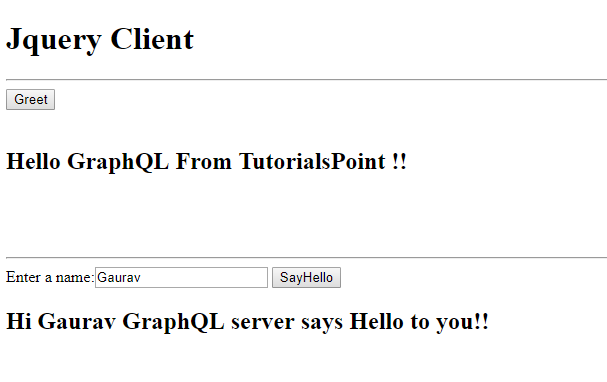 Jquery Client
Greet
Hello GraphQL From TutorialsPoint !!
Enter a name:Gaurav SayHello
Hi Gaurav GraphQL server says Hello to you!!